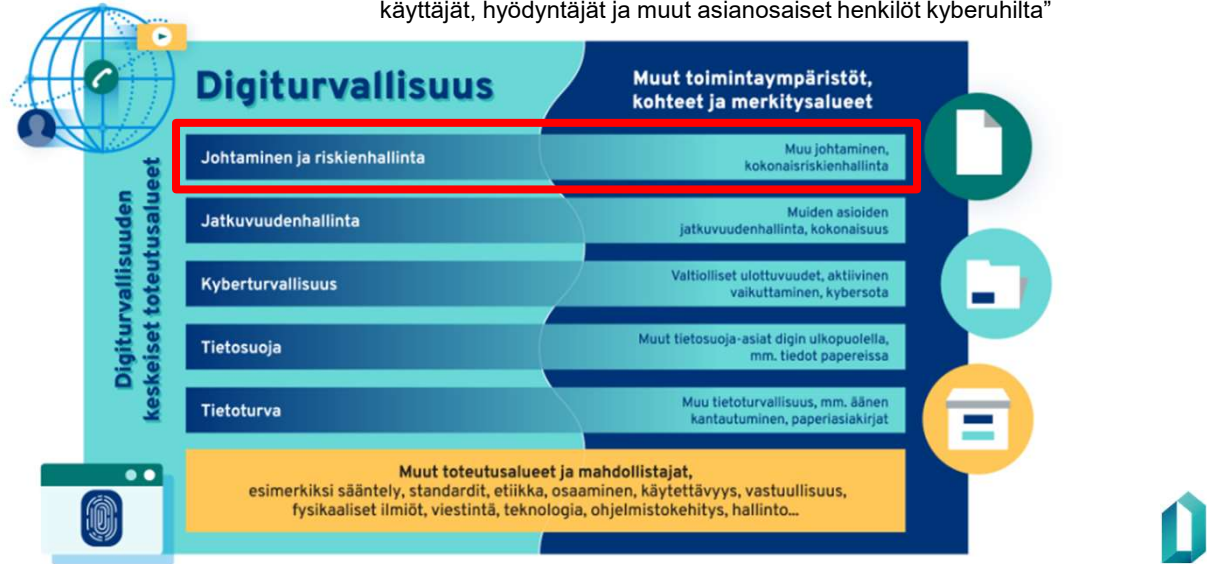 käyttäjät, hyödyntäjät ja muut asianosaiset henkilöt kyberuhilta”
Digiturvallisuus
Muut toimintaympäristöt,
kohteet ja merkitysalueet
Digiturvallisuuden
keskeiset toteutusalueet
Johtaminen ja riskienhallinta
Muu johtaminen,
kokonaisriskienhallinta
Jatkuvuudenhallinta
Muiden asioiden
jatkuvuudenhallinta, kokonaisuus
Kyberturvallisuus
Valtiolliset ulottuvuudet, aktiivinen
vaikuttaminen, kybersota
Tietosuoja
Muut tietosuoja-asiat digin ulkopuolella,
mm. tiedot papereissa
Tietoturva
Muu tietoturvallisuus, mm. äänen
kantautuminen, paperiasiakirjat
Muut toteutusalueet ja mahdollistajat,
esimerkiksi sääntely, standardit, etiikka, osaaminen, käytettävyys, vastuullisuus,
fysikaaliset ilmiöt, viestintä, teknologia, ohjelmistokehitys, hallinto...